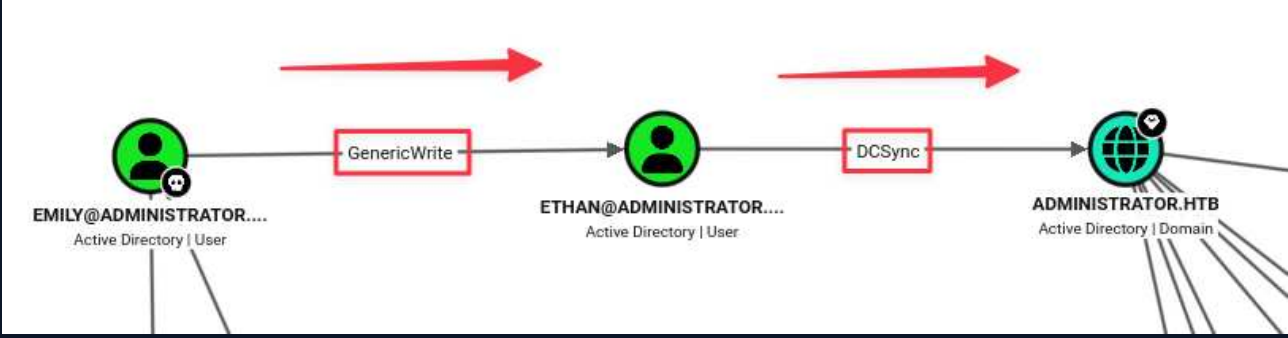 GenericWrite
DCSync
EMILY@ADMINISTRATOR....
Active Directory | User
ETHAN@ADMINISTRATOR....
Active Directory | User
ADMINISTRATOR.HTB
Active Directory | Domain